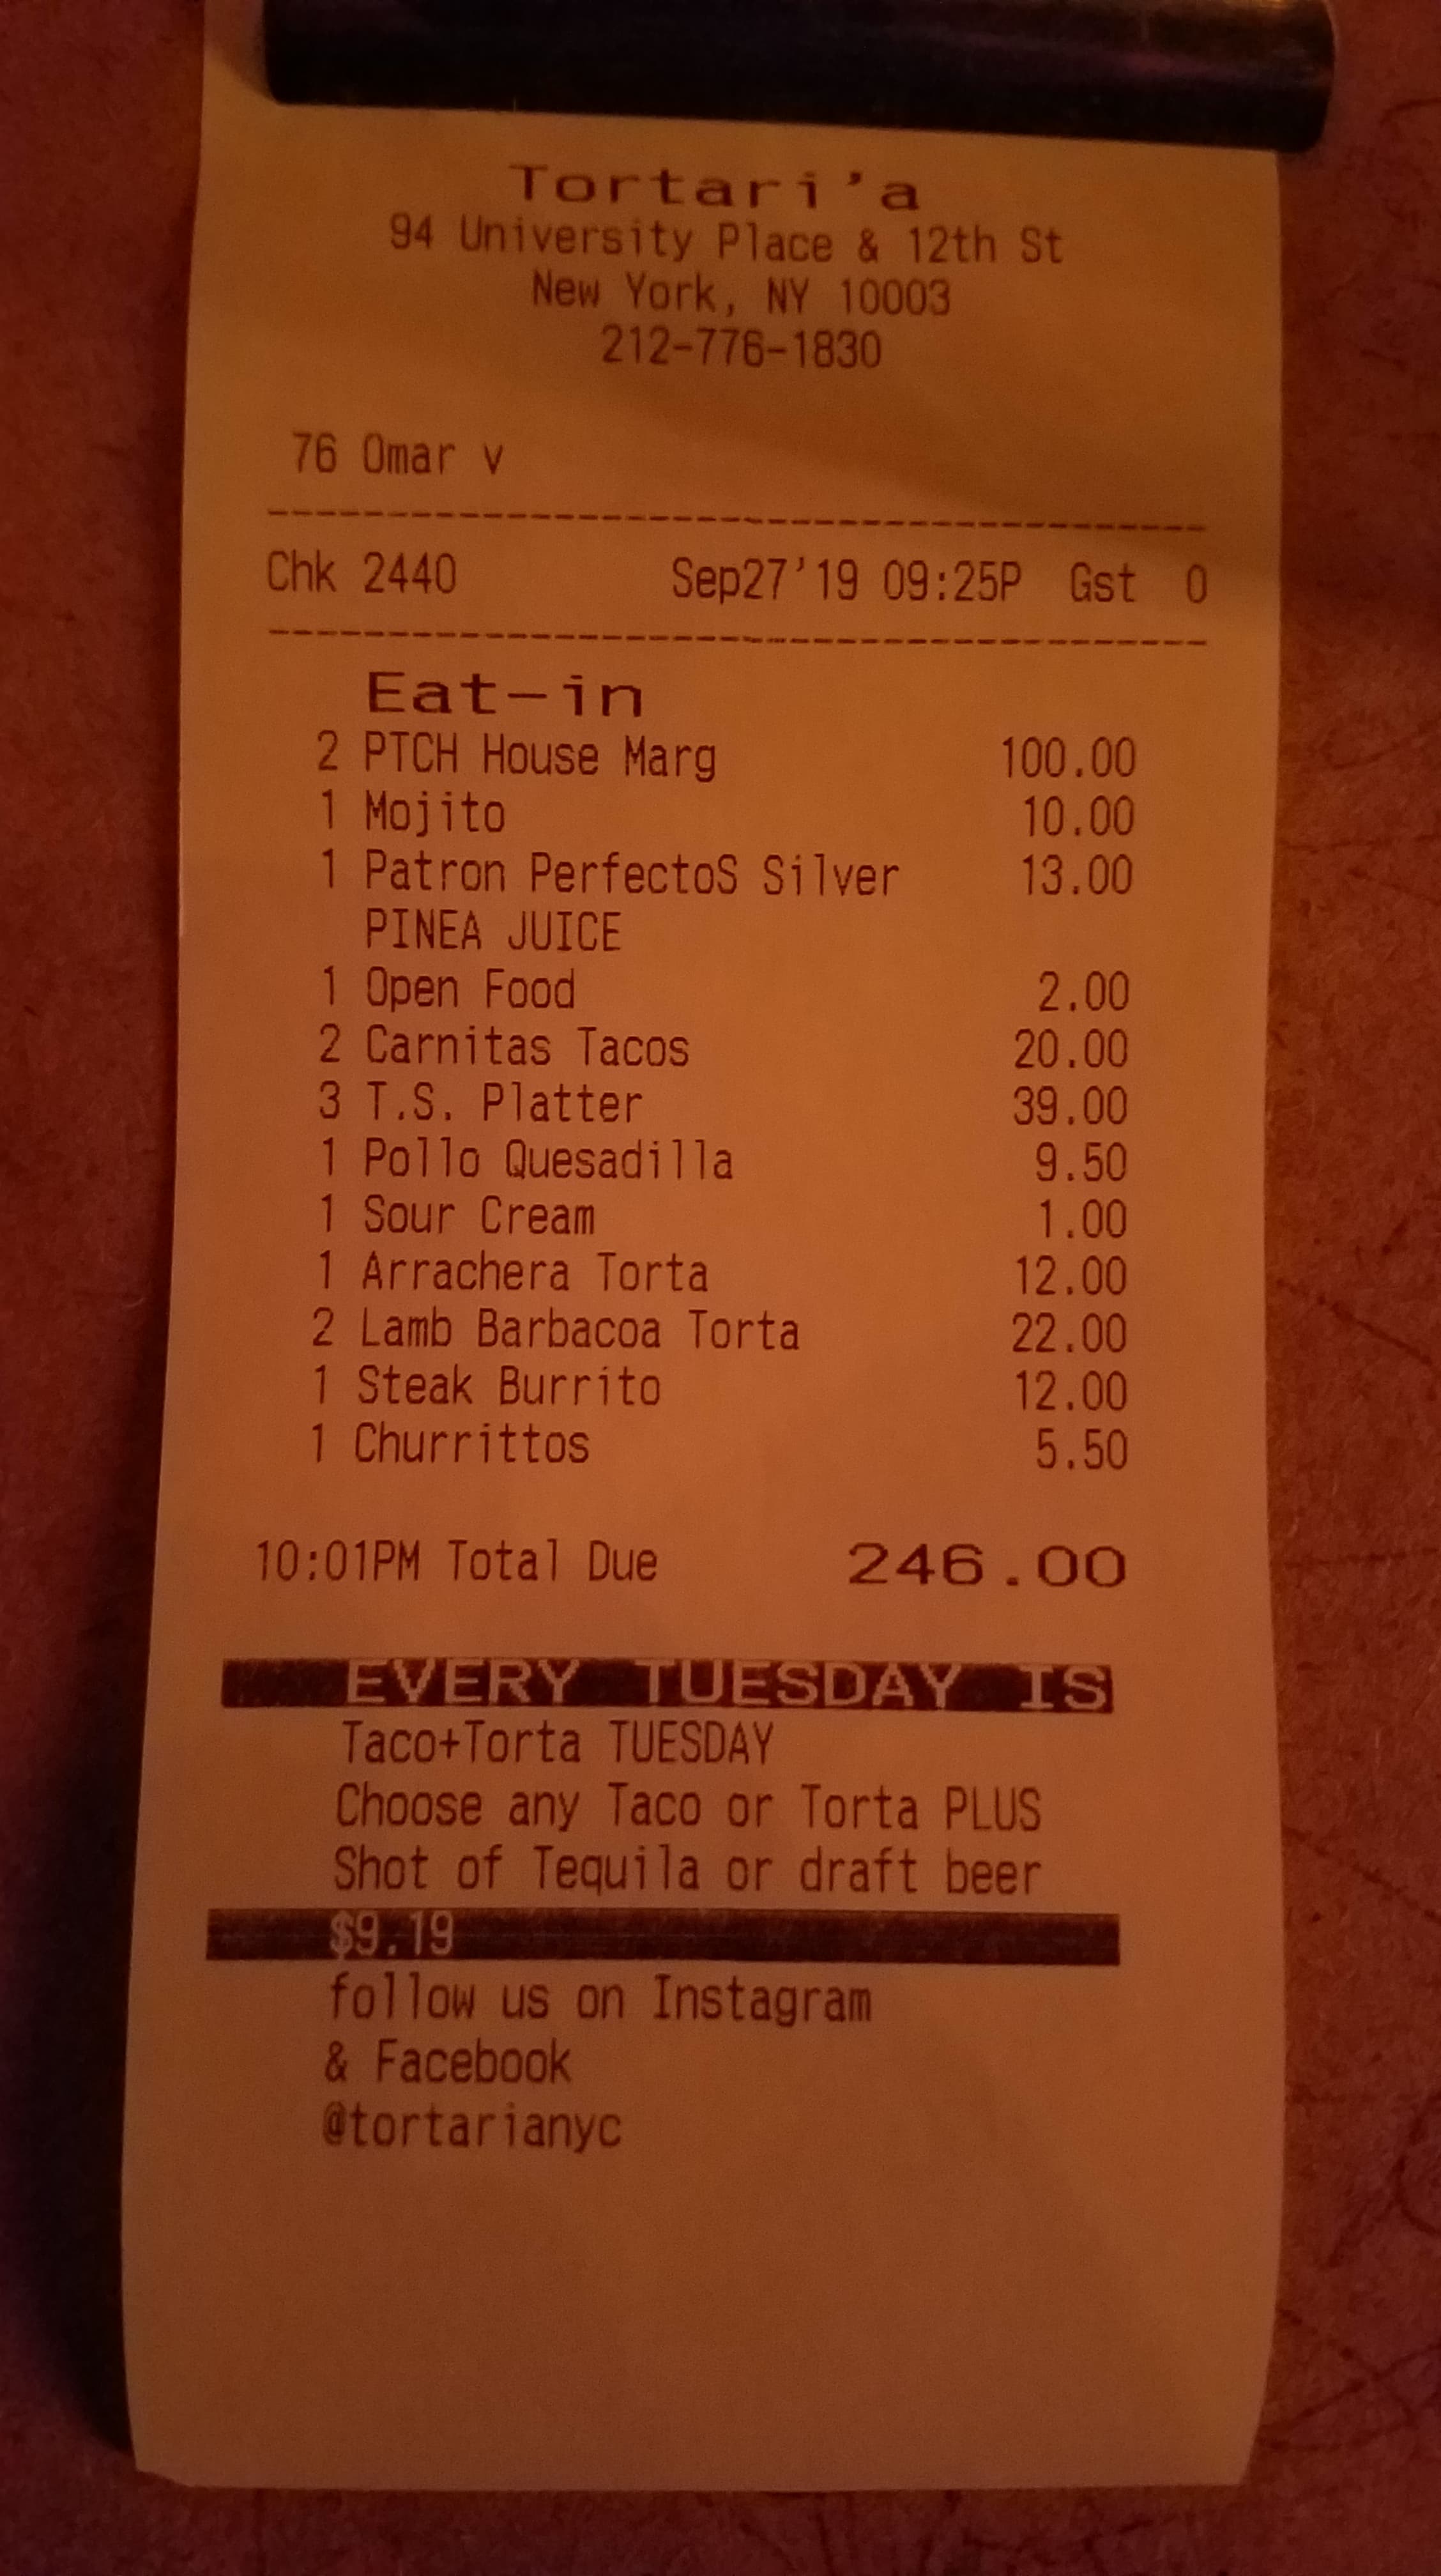 Tortari'a
94 University Place & 12th St
New York, NY 10003
212-776-1830
76 Omar v
Chk 2440 Sep27'19 09:25P Gst 0
Eat-in
2 PTCH House Marg 100.00
1 Mojito 10.00
1 Patron PerfectoS Silver 13.00
PINEA JUICE
1 Open Food 2.00
2 Carnitas Tacos 20.00
3 T.S. Platter 39.00
1 Pollo Quesadilla 9.50
1 Sour Cream 1.00
1 Arrachera Torta 12.00
2 Lamb Barbacoa Torta 22.00
1 Steak Burrito 12.00
1 Churrittos 5.50
10:01PM Total Due 246.00
EVERY TUESDAY IS
Taco+Torta TUESDAY
Choose any Taco or Torta PLUS
Shot of Tequila or draft beer
$9.19
follow us on Instagram
& Facebook
@tortarianyc